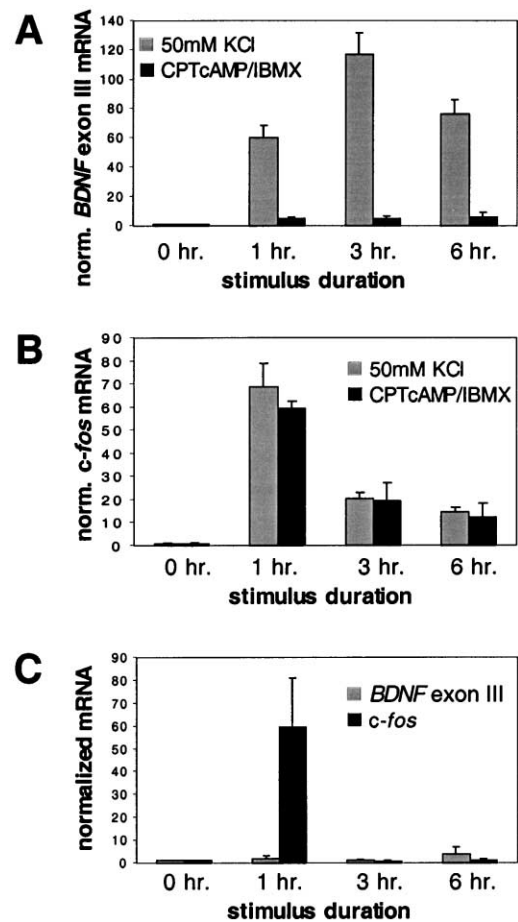 A
norm. BDNF exon III mRNA
140
120
100
80
60
40
20
0
50mM KCl
CPTcAMP/IBMX
0 hr. 1 hr. 3 hr. 6 hr.
stimulus duration
B
norm. c-fos mRNA
90
80
70
60
50
40
30
20
10
0
50mM KCl
CPTcAMP/IBMX
0 hr. 1 hr. 3 hr. 6 hr.
stimulus duration
C
normalized mRNA
90
80
70
60
50
40
30
20
10
0
BDNF exon III
c-fos
0 hr. 1 hr. 3 hr. 6 hr.
stimulus duration